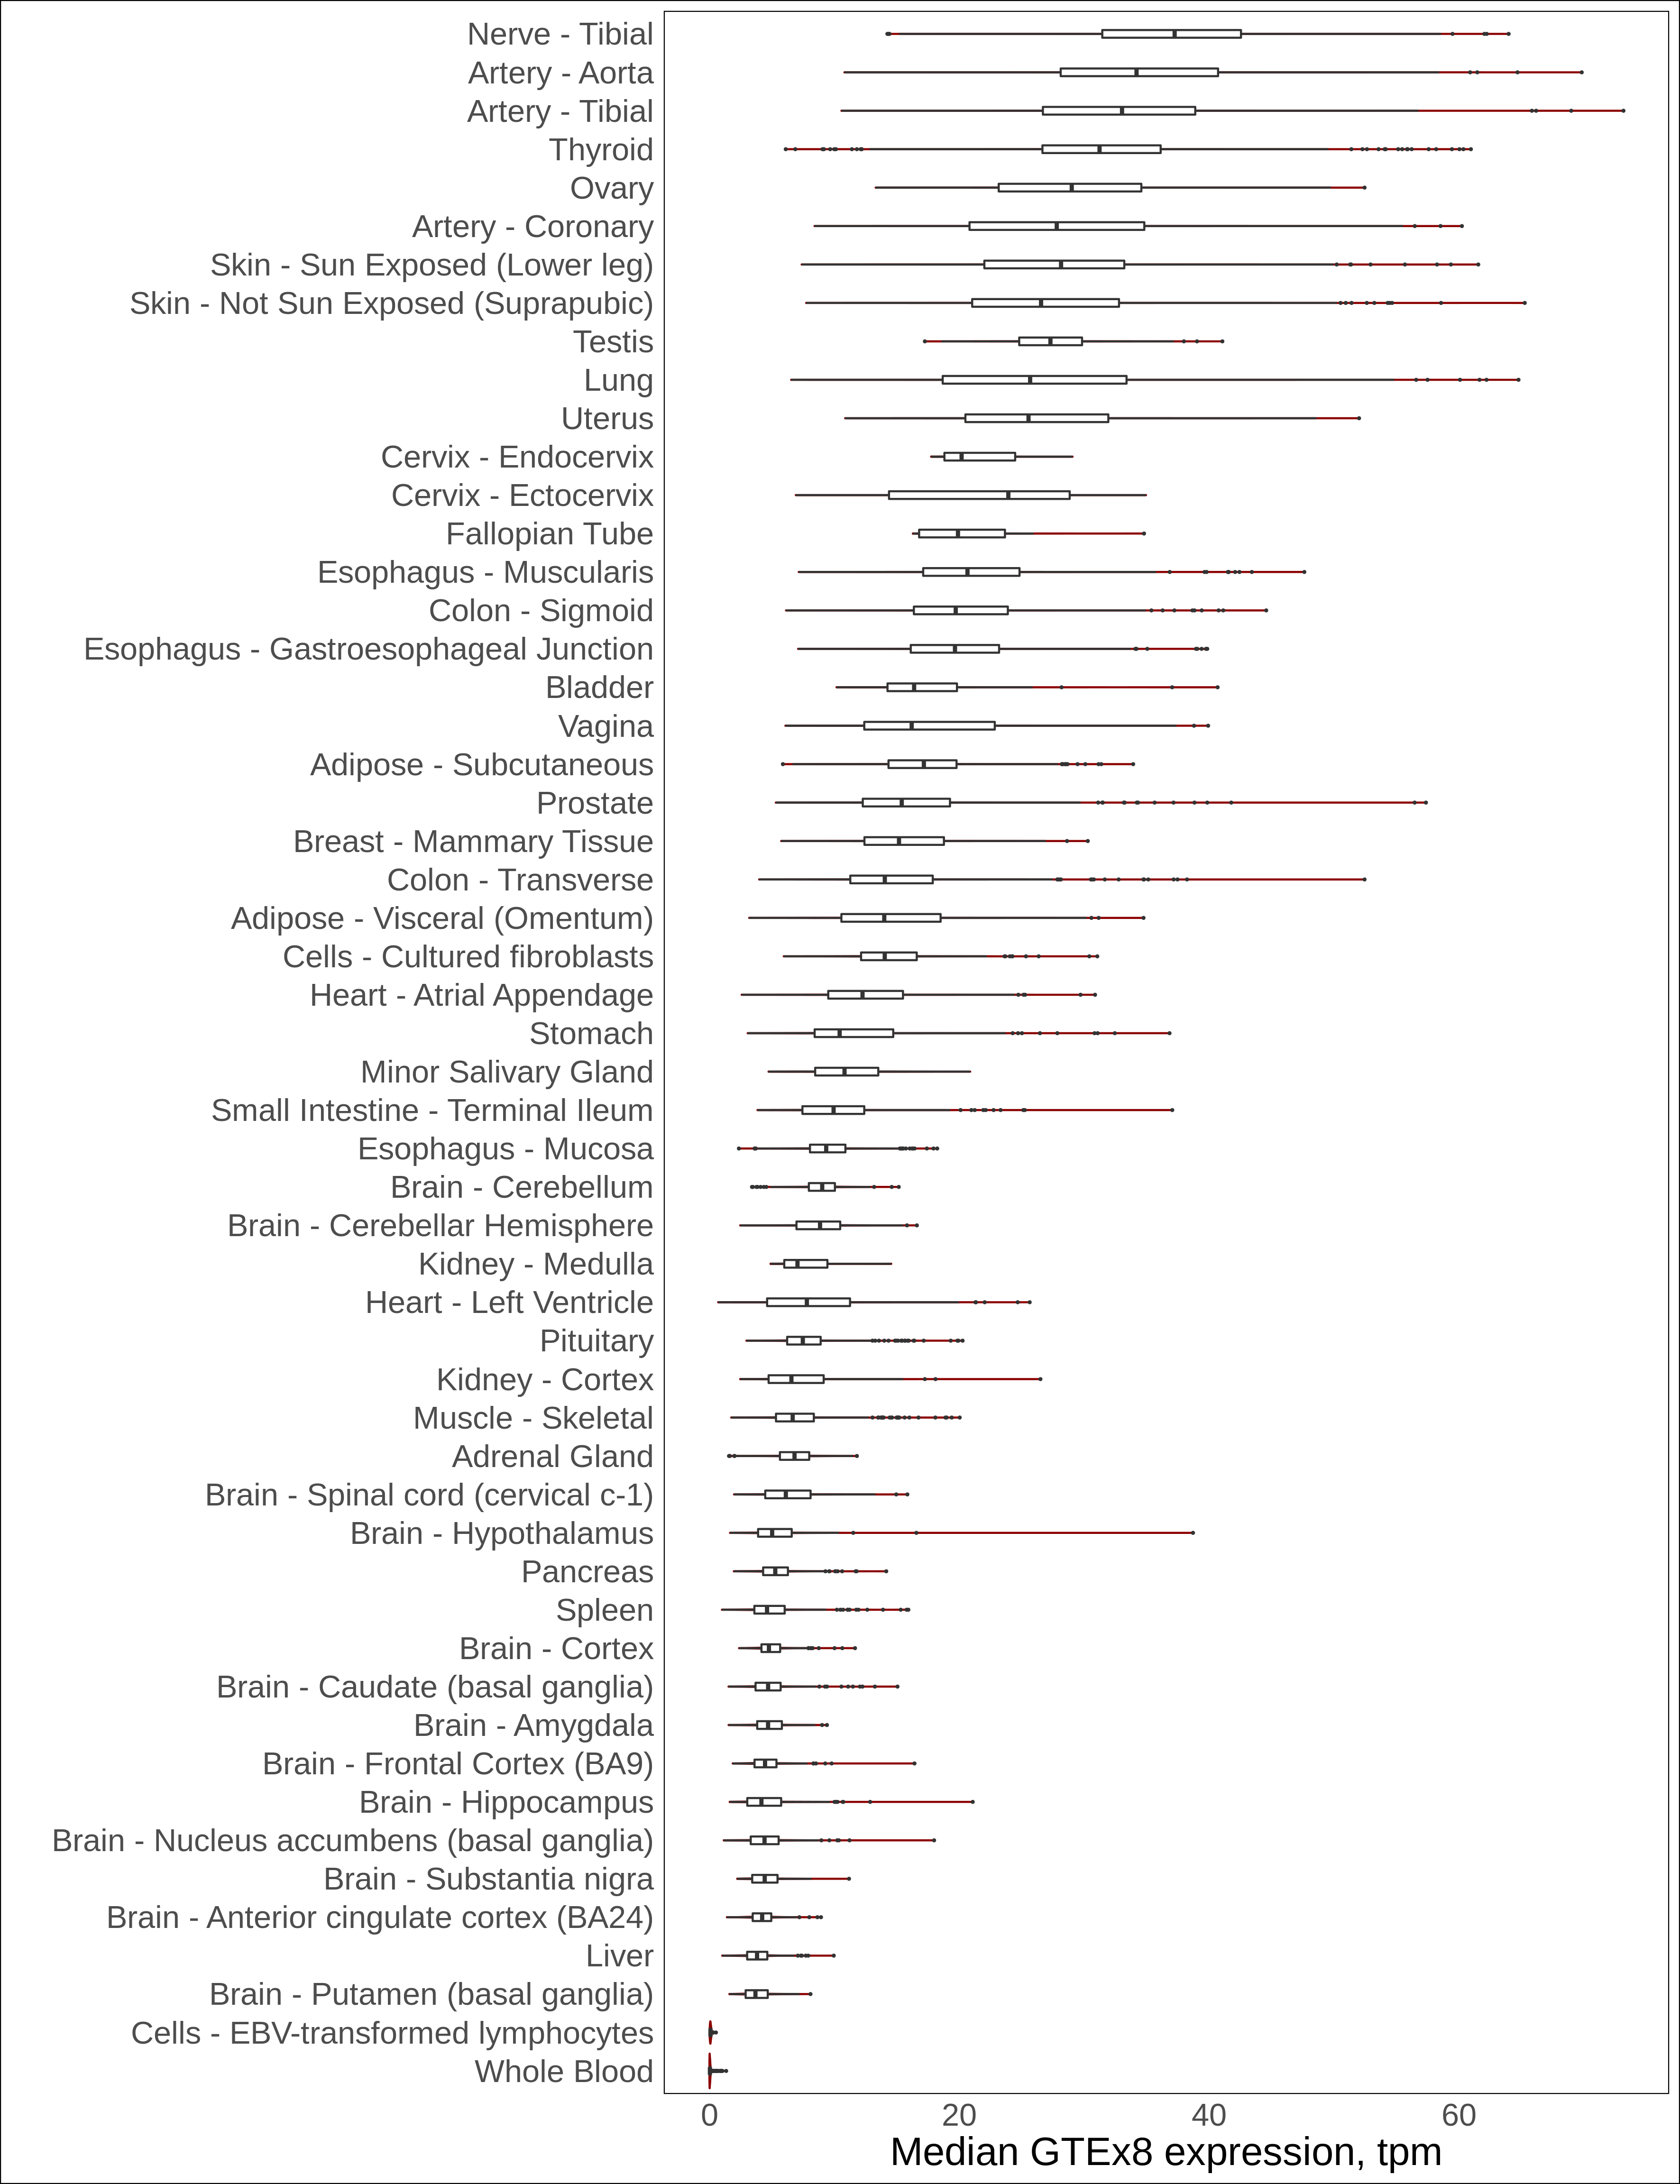 Nerve - Tibial
Artery - Aorta
Artery - Tibial
Thyroid
Ovary
Artery - Coronary
Skin - Sun Exposed (Lower leg)
Skin - Not Sun Exposed (Suprapubic)
Testis
Lung
Uterus
Cervix - Endocervix
Cervix - Ectocervix
Fallopian Tube
Esophagus - Muscularis
Colon - Sigmoid
Esophagus - Gastroesophageal Junction
Bladder
Vagina
Adipose - Subcutaneous
Prostate
Breast - Mammary Tissue
Colon - Transverse
Adipose - Visceral (Omentum)
Cells - Cultured fibroblasts
Heart - Atrial Appendage
Stomach
Minor Salivary Gland
Small Intestine - Terminal Ileum
Esophagus - Mucosa
Brain - Cerebellum
Brain - Cerebellar Hemisphere
Kidney - Medulla
Heart - Left Ventricle
Pituitary
Kidney - Cortex
Muscle - Skeletal
Adrenal Gland
Brain - Spinal cord (cervical c-1)
Brain - Hypothalamus
Pancreas
Spleen
Brain - Cortex
Brain - Caudate (basal ganglia)
Brain - Amygdala
Brain - Frontal Cortex (BA9)
Brain - Hippocampus
Brain - Nucleus accumbens (basal ganglia)
Brain - Substantia nigra
Brain - Anterior cingulate cortex (BA24)
Liver
Brain - Putamen (basal ganglia)
Cells - EBV-transformed lymphocytes
Whole Blood
0 20 40 60
Median GTEx8 expression, tpm